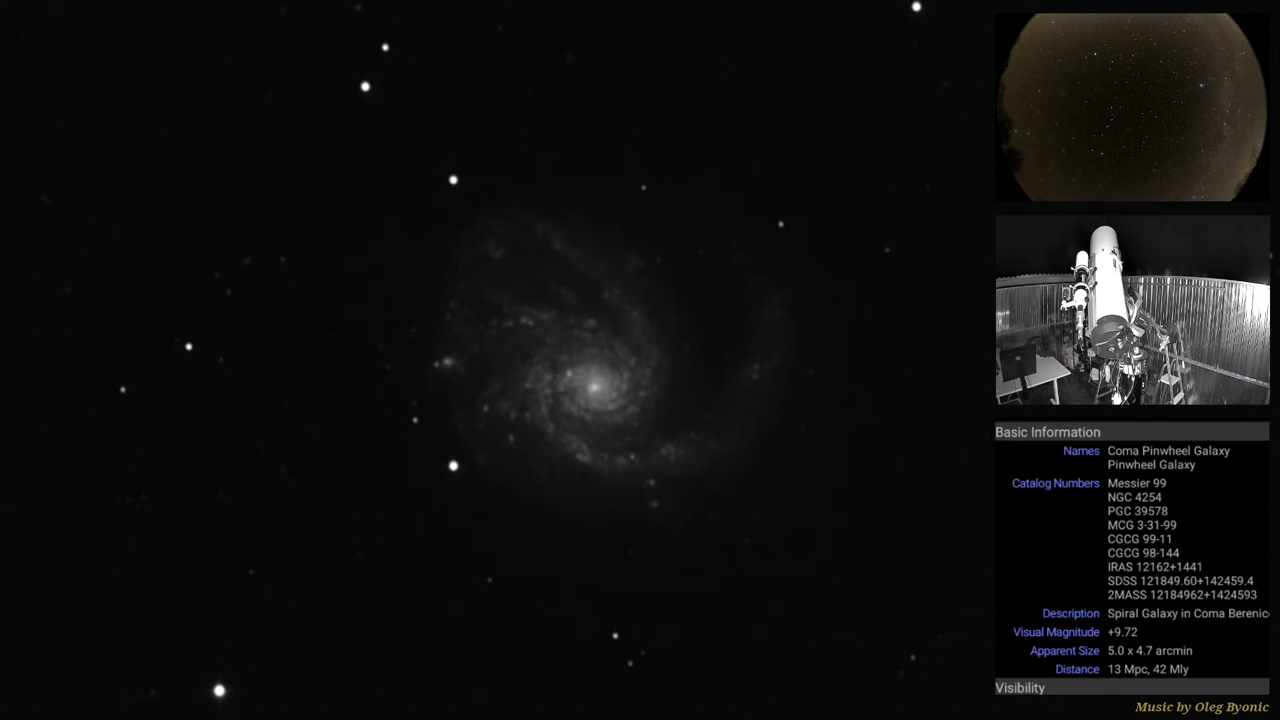 Basic Information
Names Coma Pinwheel Galaxy
Pinwheel Galaxy
Catalog Numbers Messier 99
NGC 4254
PGC 39578
MCG 3-31-99
CGCG 99-11
CGCG 98-144
IRAS 12162+1441
SDSS 121849.60+142459.4
2MASS 12184962+1424593
Description Spiral Galaxy in Coma Berenic
Visual Magnitude +9.72
Apparent Size 5.0 x 4.7 arcmin
Distance 13 Mpc, 42 Mly
Visibility
Music by Oleg Byonic